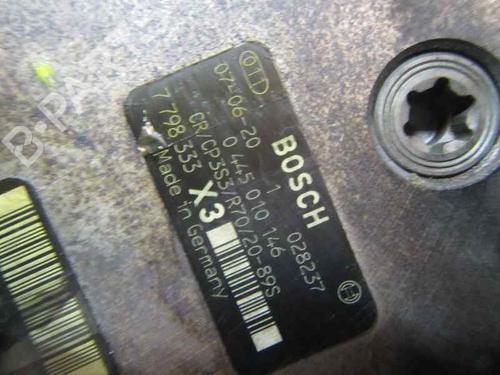 BOSCH
028237
07-06-20 1
0 445 010 146
CR/CP3S3/R70/20-89S
7 798 333 X3
Made in Germany